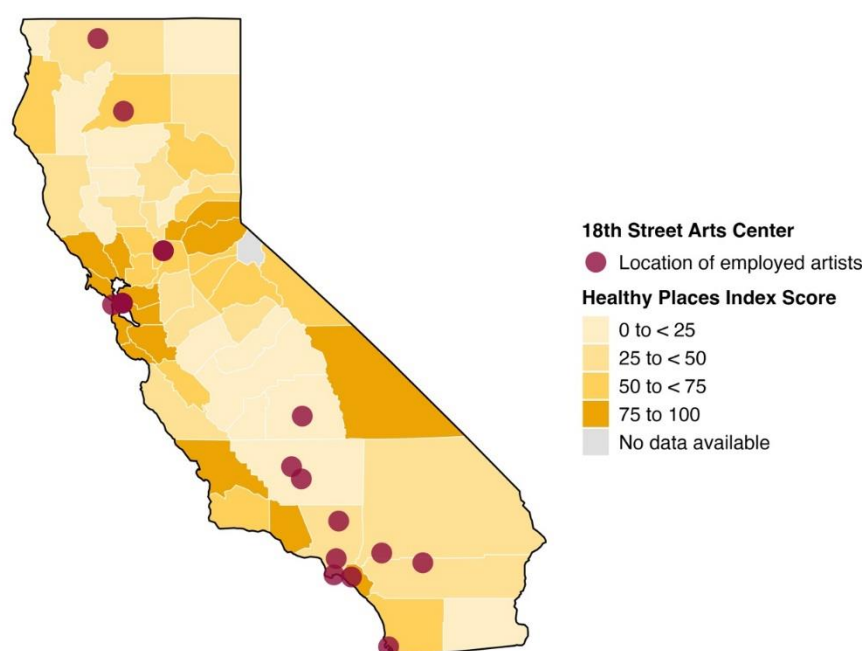 18th Street Arts Center
Location of employed artists
Healthy Places Index Score
0 to < 25
25 to < 50
50 to < 75
75 to 100
No data available